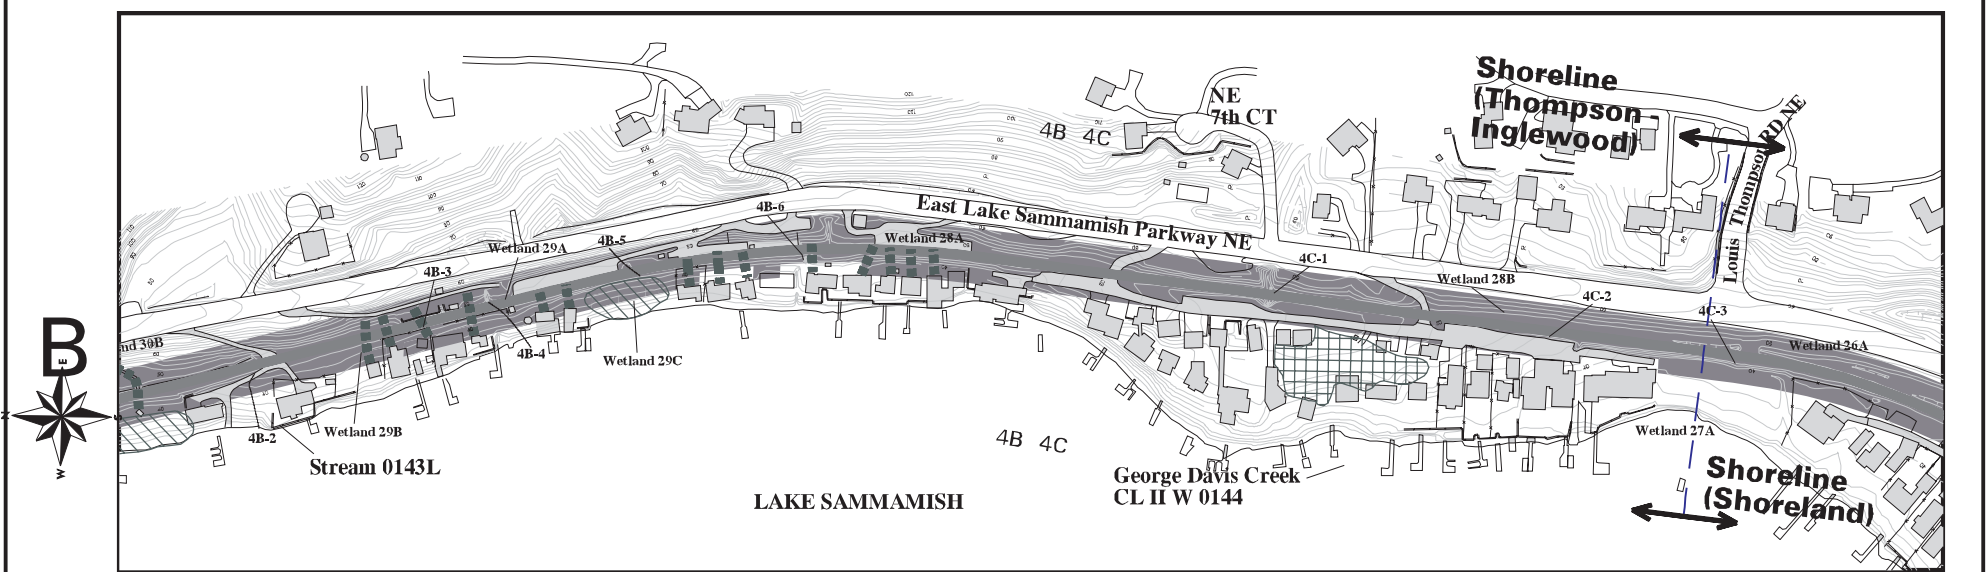 Shoreline
(Thompson
Inglewood)
NE
7th CT
4B 4C
Louis Thompson RD NE
East Lake Sammamish Parkway NE
4B-6
Wetland 29A
4B-5
Wetland 28A
4B-3
4C-1
Wetland 28B
4C-2
4C-3
B
E
nd 30B
Wetland 26A
4B-4
Wetland 29C
N
S
4B-2
Wetland 29B
Wetland 27A
4B 4C
W
Stream 0143L
George Davis Creek
CL II W 0144
LAKE SAMMAMISH
Shoreline
(Shoreland)